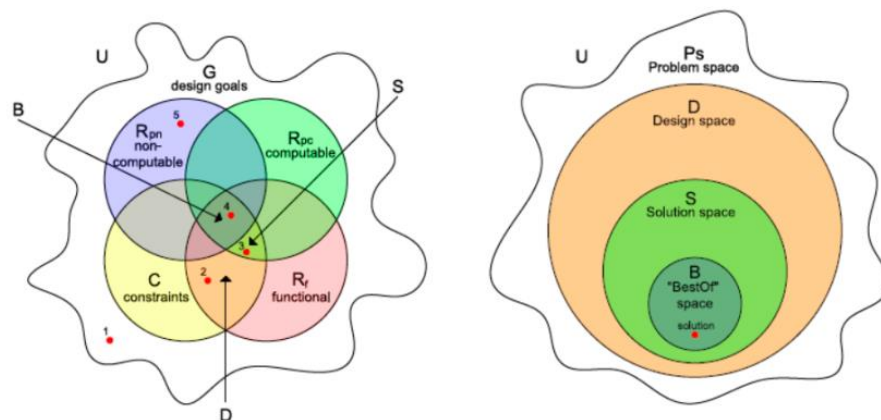 U
G
design goals
S
B
5
Rpn
non-
computable
Rpc
computable
4
3
2
C
constraints
Rf
functional
1
D
U
Ps
Problem space
D
Design space
S
Solution space
B
"BestOf"
space
solution